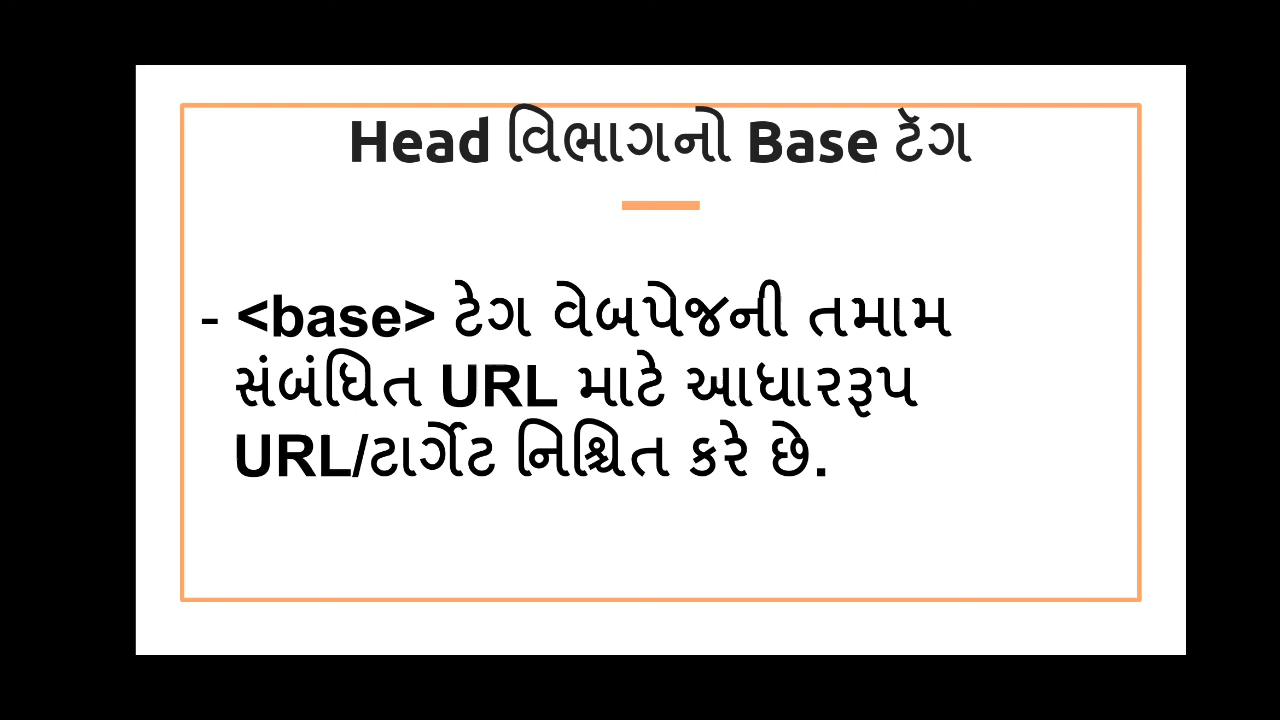 Head વિભાગનો Base ટૅગ
- <base> ટેગ વેબપેજની તમામ
સંબંધિત URL માટે આધારરૂપ
URL/ટાર્ગેટ નિશ્ચિત કરે છે.